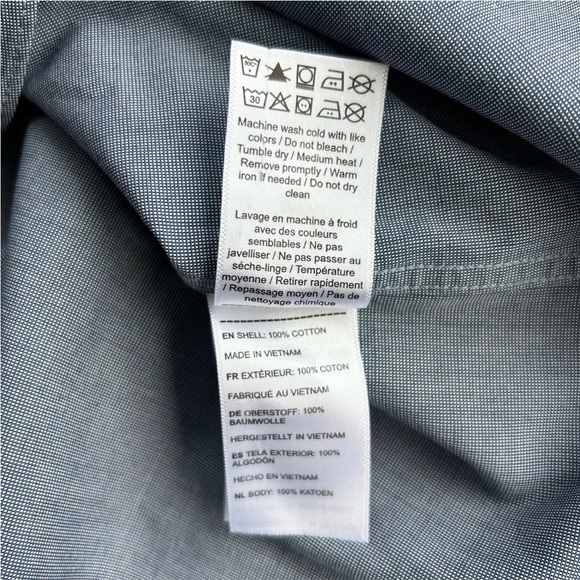 30°
30
Machine wash cold with like
colors / Do not bleach /
Tumble dry / Medium heat /
Remove promptly / Warm
iron If needed / Do not dry
clean
Lavage en machine à froid
avec des couleurs
semblables / Ne pas
javelliser / Ne pas passer au
séche-linge / Température
moyenne / Retirer rapidement
/ Repassage moyen / Pas de
nettoyage chimique
EN SHELL: 100% COTTON
MADE IN VIETNAM
FR EXTÉRIEUR: 100% COTON
FABRIQUÉ AU VIETNAM
DE OBERSTOFF: 100%
BAUMWOLLE
HERGESTELLT IN VIETNAM
ES TELA EXTERIOR: 100%
ALGODÓN
HECHO EN VIETNAM
NL BODY: 100% KATOEN